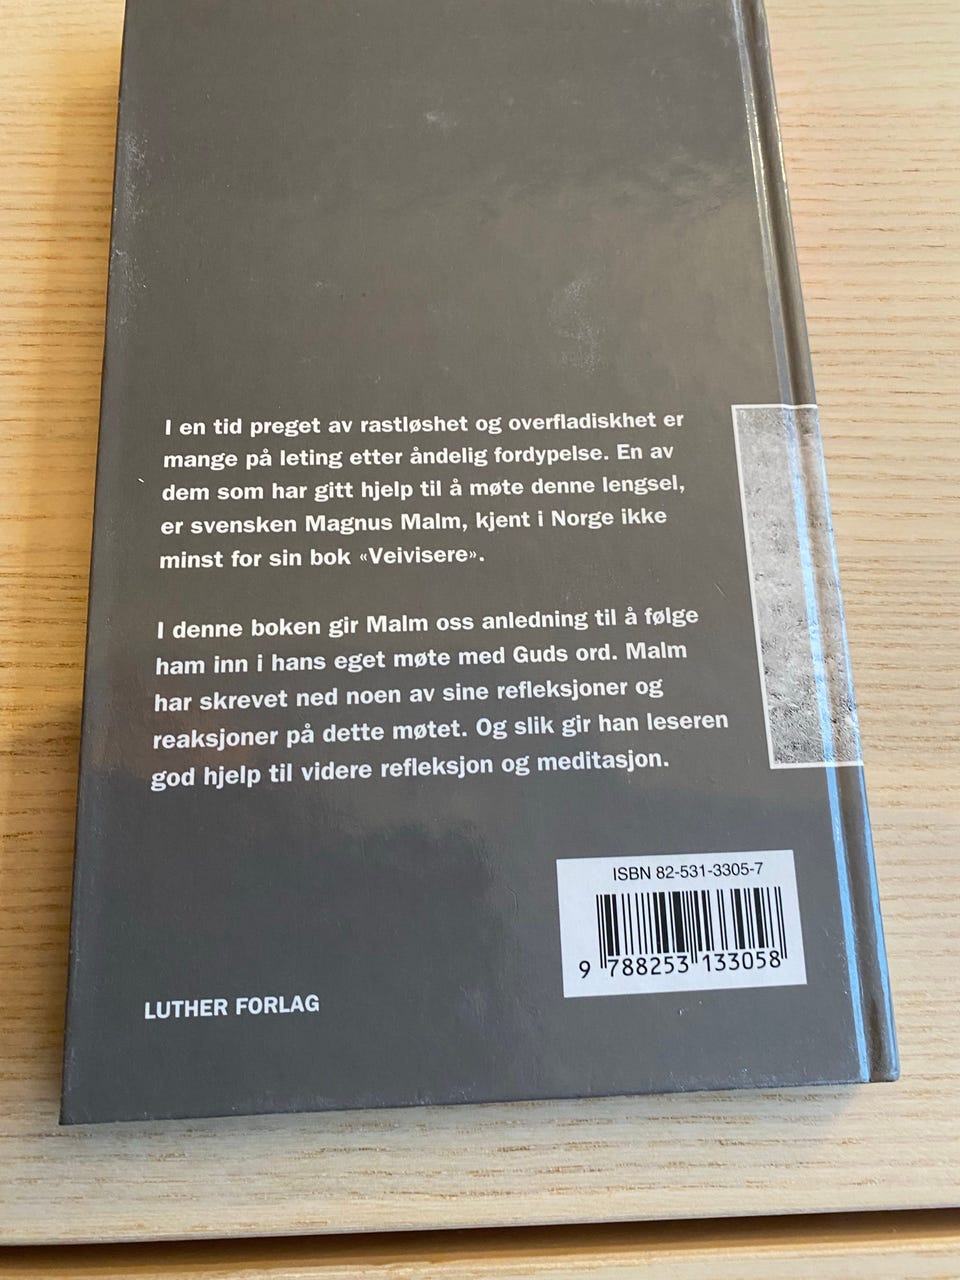 I en tid preget av rastløshet og overfladiskhet er
mange på leting etter åndelig fordypelse. En av
dem som har gitt hjelp til å møte denne lengsel,
er svensken Magnus Malm, kjent i Norge ikke
minst for sin bok «Veivisere».
I denne boken gir Malm oss anledning til å følge
ham inn i hans eget møte med Guds ord. Malm
har skrevet ned noen av sine refleksjoner og
reaksjoner på dette møtet. Og slik gir han leseren
god hjelp til videre refleksjon og meditasjon.
ISBN 82-531-3305-7
9 788253 133058
LUTHER FORLAG